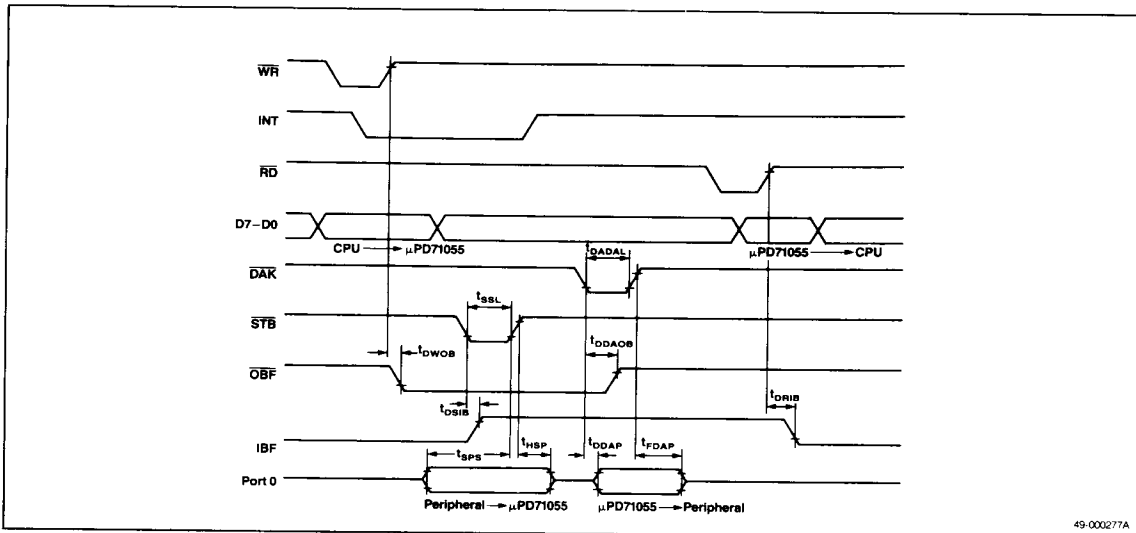 WR
INT
RD
D7–D0
CPU → μPD71055
tDADAL
μPD71055 → CPU
DAK
tSSL
STB
tDWOB
tDDAOB
OBF
tDSIB
tDRIB
IBF
tSPS
tHSP
tDDAP
tFDAP
Port 0
Peripheral → μPD71055
μPD71055 → Peripheral
49-000277A